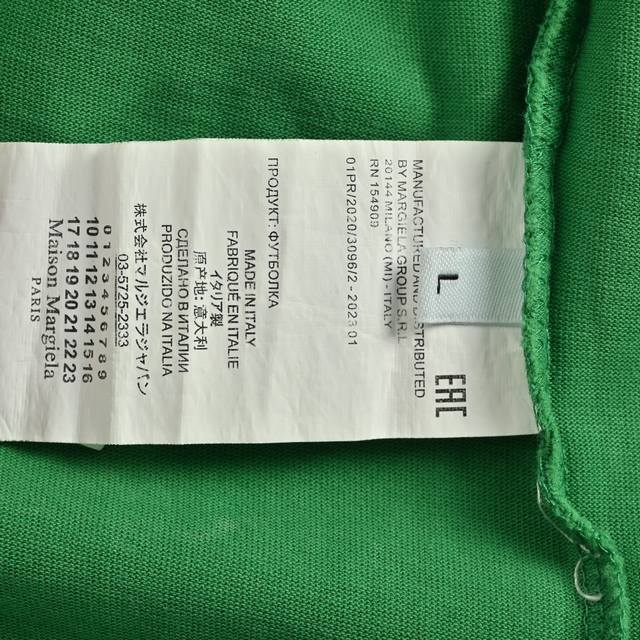 MANUFACTURED AND DISTRIBUTED
BY MARGIELA GROUP S.R.L
20144 MILANO (MI) - ITALY
RN 154909
01PR/2020/3096/2 - 2023 01
L
EAC
ПРОДУКТ: ФУТБОЛКА
MADE IN ITALY
FABRIQUÉ EN ITALIE
イタリア製
原产地: 意大利
СДЕЛАНО В ИТАЛИИ
PRODUZIDO NA ITALIA
株式会社マルジェラジャパン
03-5725-2333
0 1 2 3 4 5 6 7 8 9
10 11 12 13 14 15 16
17 18 19 20 21 22 23
Maison Margiela
PARIS